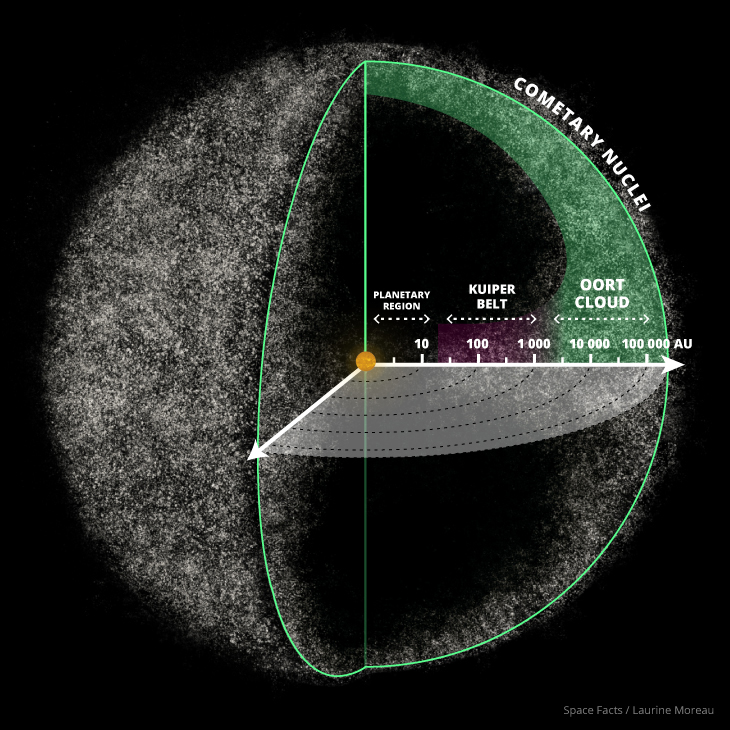 COMETARY NUCLEI
PLANETARY
REGION
KUIPER
BELT
OORT
CLOUD
10 100 1 000 10 000 100 000 AU
Space Facts / Laurine Moreau